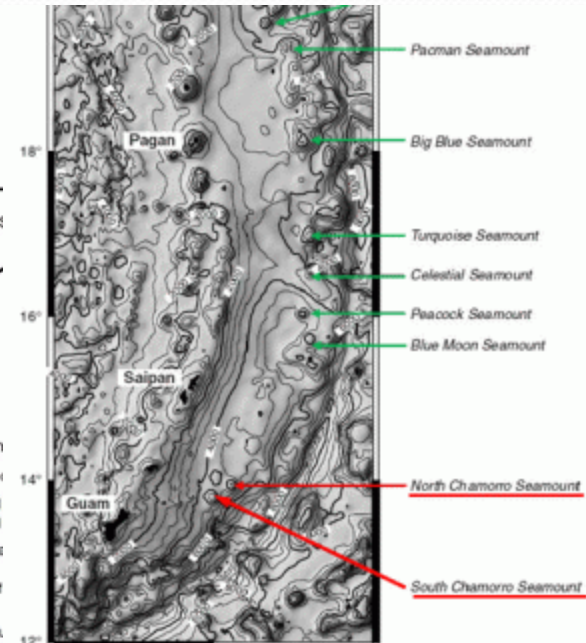 Pacman Seamount
Pagan
Big Blue Seamount
18°
Turquoise Seamount
Celestial Seamount
16°
Peacock Seamount
Blue Moon Seamount
Saipan
14°
North Chamorro Seamount
Guam
South Chamorro Seamount
12°